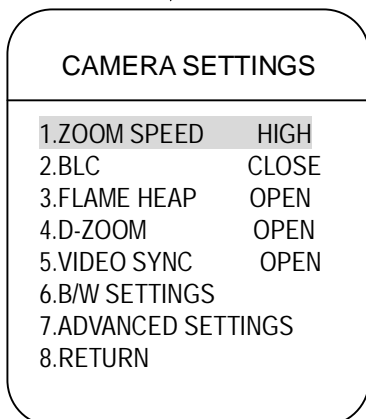 CAMERA SETTINGS
1.ZOOM SPEED HIGH
2.BLC CLOSE
3.FLAME HEAP OPEN
4.D-ZOOM OPEN
5.VIDEO SYNC OPEN
6.B/W SETTINGS
7.ADVANCED SETTINGS
8.RETURN